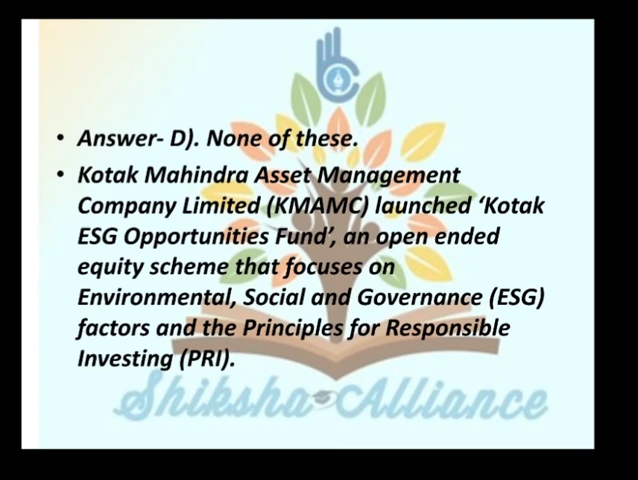 • Answer- D). None of these.
• Kotak Mahindra Asset Management
Company Limited (KMAMC) launched ‘Kotak
ESG Opportunities Fund’, an open ended
equity scheme that focuses on
Environmental, Social and Governance (ESG)
factors and the Principles for Responsible
Investing (PRI).
Shiksha Alliance